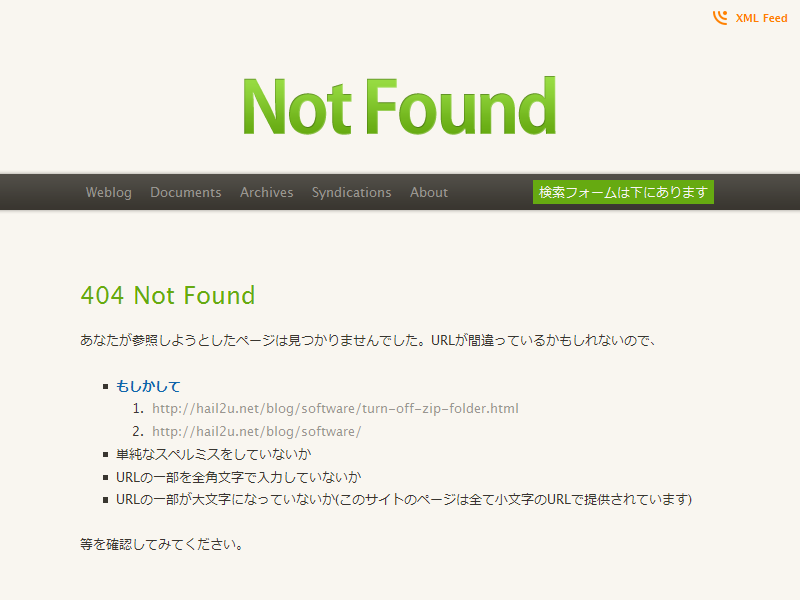 XML Feed
Not Found
Weblog Documents Archives Syndications About 検索フォームは下にあります
404 Not Found
あなたが参照しようとしたページは見つかりませんでした。URLが間違っているかもしれないので、
もしかして
1. http://hail2u.net/blog/software/turn-off-zip-folder.html
2. http://hail2u.net/blog/software/
単純なスペルミスをしていないか
URLの一部を全角文字で入力していないか
URLの一部が大文字になっていないか(このサイトのページは全て小文字のURLで提供されています)
等を確認してみてください。